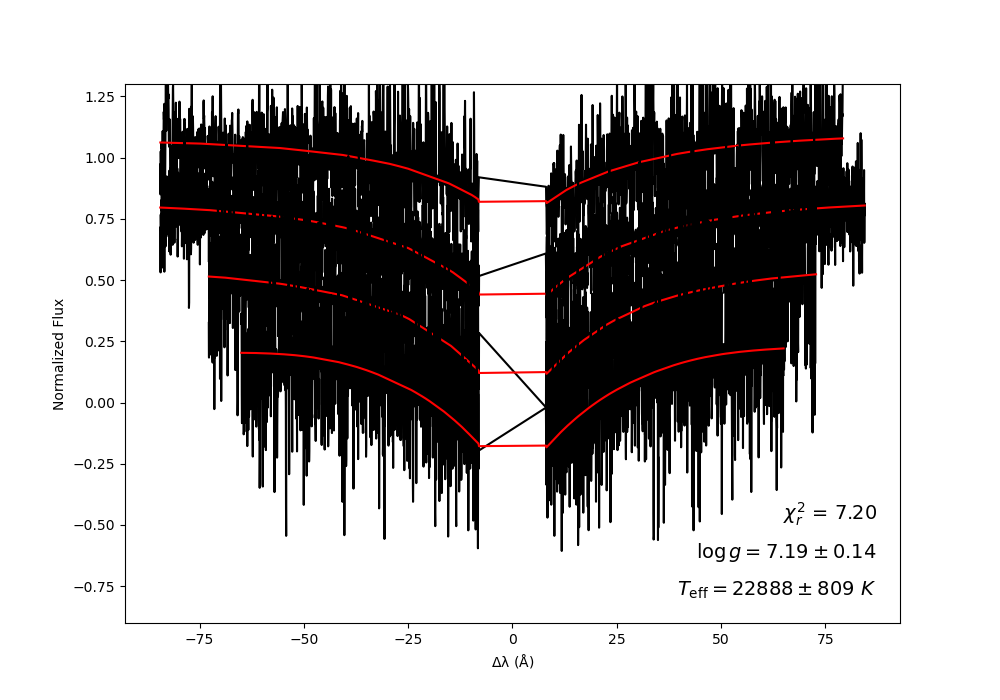 1.25
1.00
0.75
0.50
0.25
0.00
−0.25
−0.50
−0.75
Normalized Flux
χ²ᵣ = 7.20
log g = 7.19 ± 0.14
T_eff = 22888 ± 809 K
−75 −50 −25 0 25 50 75
Δλ (Å)